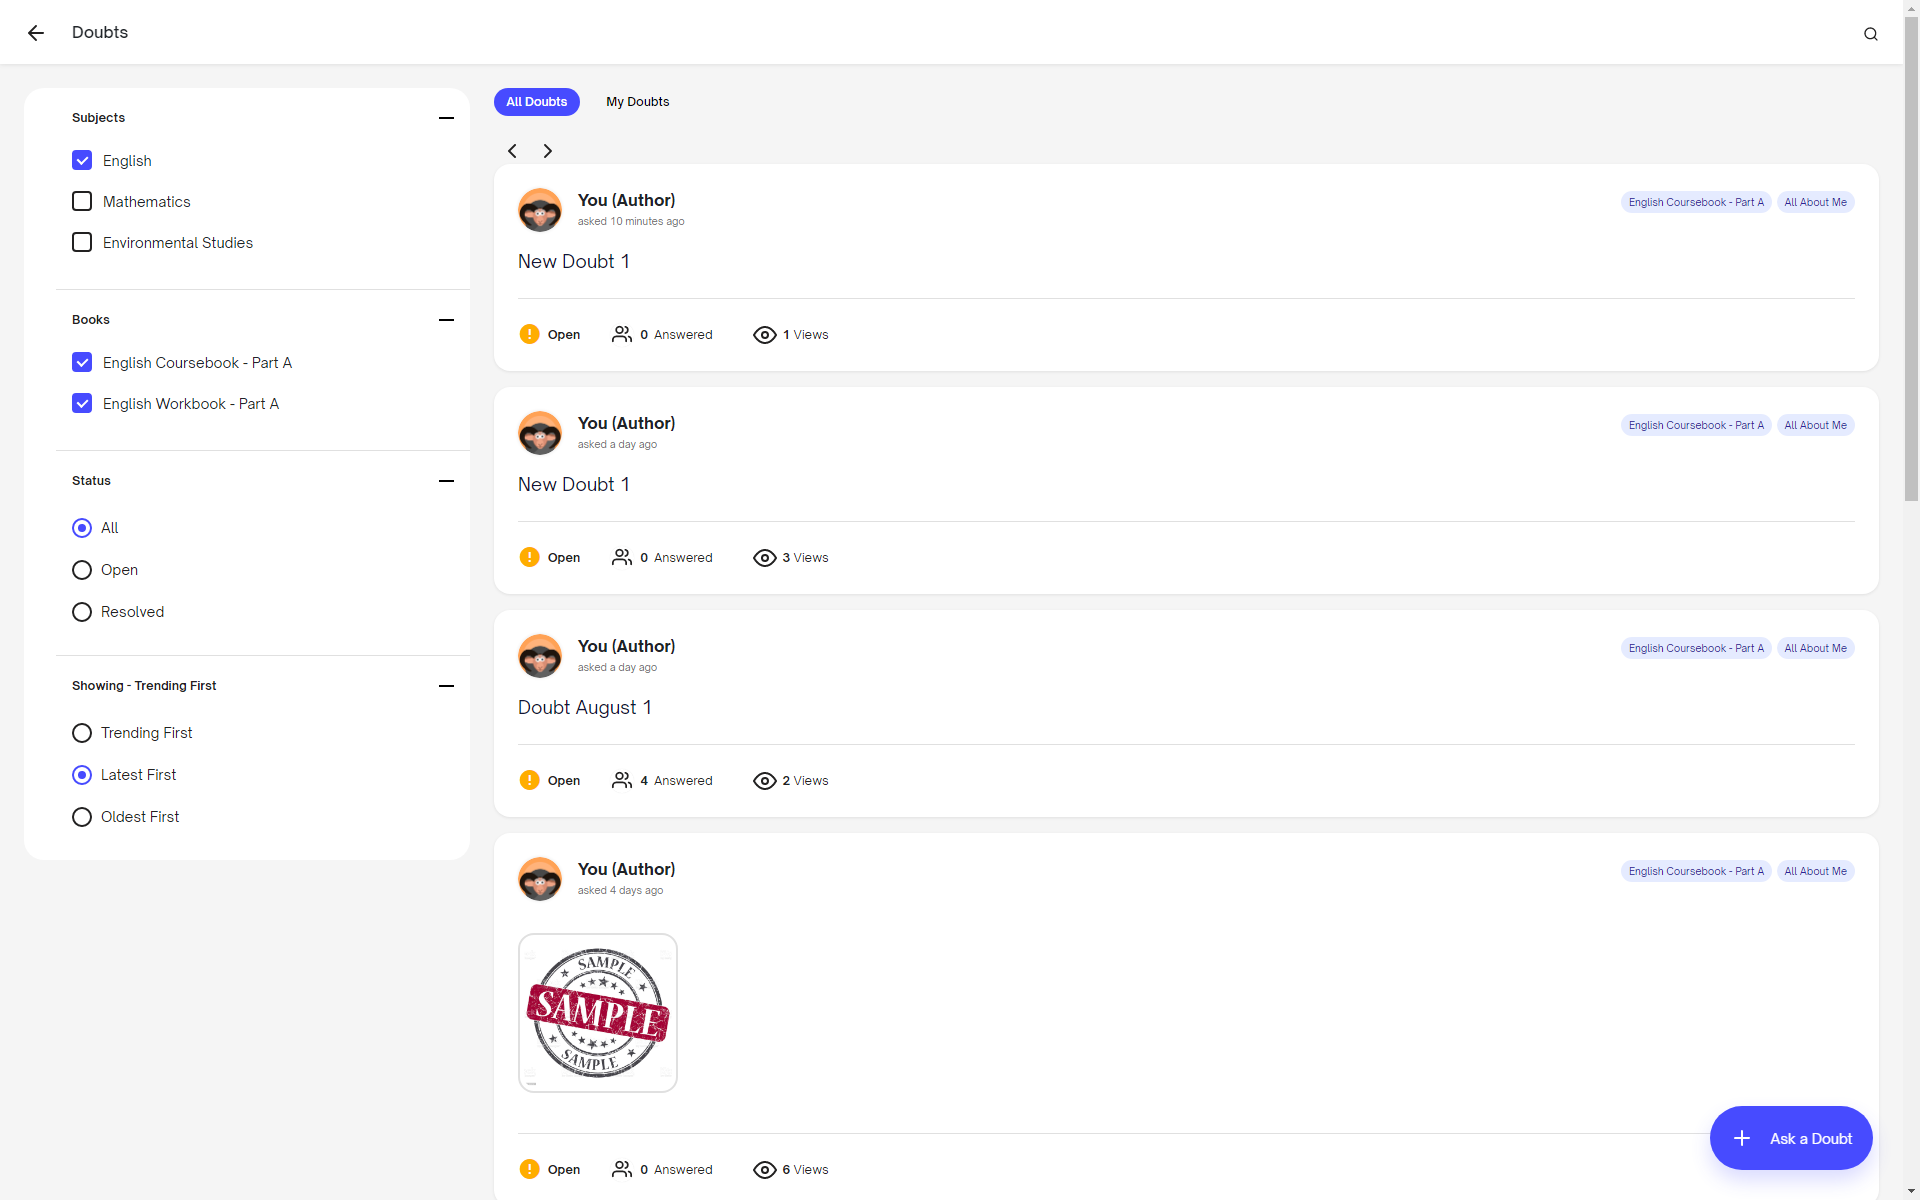 Doubts
Subjects
English
Mathematics
Environmental Studies
Books
English Coursebook - Part A
English Workbook - Part A
Status
All
Open
Resolved
Showing - Trending First
Trending First
Latest First
Oldest First
All Doubts
My Doubts
You (Author)
asked 10 minutes ago
English Coursebook - Part A
All About Me
New Doubt 1
Open
0 Answered
1 Views
You (Author)
asked a day ago
English Coursebook - Part A
All About Me
New Doubt 1
Open
0 Answered
3 Views
You (Author)
asked a day ago
English Coursebook - Part A
All About Me
Doubt August 1
Open
4 Answered
2 Views
You (Author)
asked 4 days ago
English Coursebook - Part A
All About Me
SAMPLE
SAMPLE
SAMPLE
Open
0 Answered
6 Views
Ask a Doubt